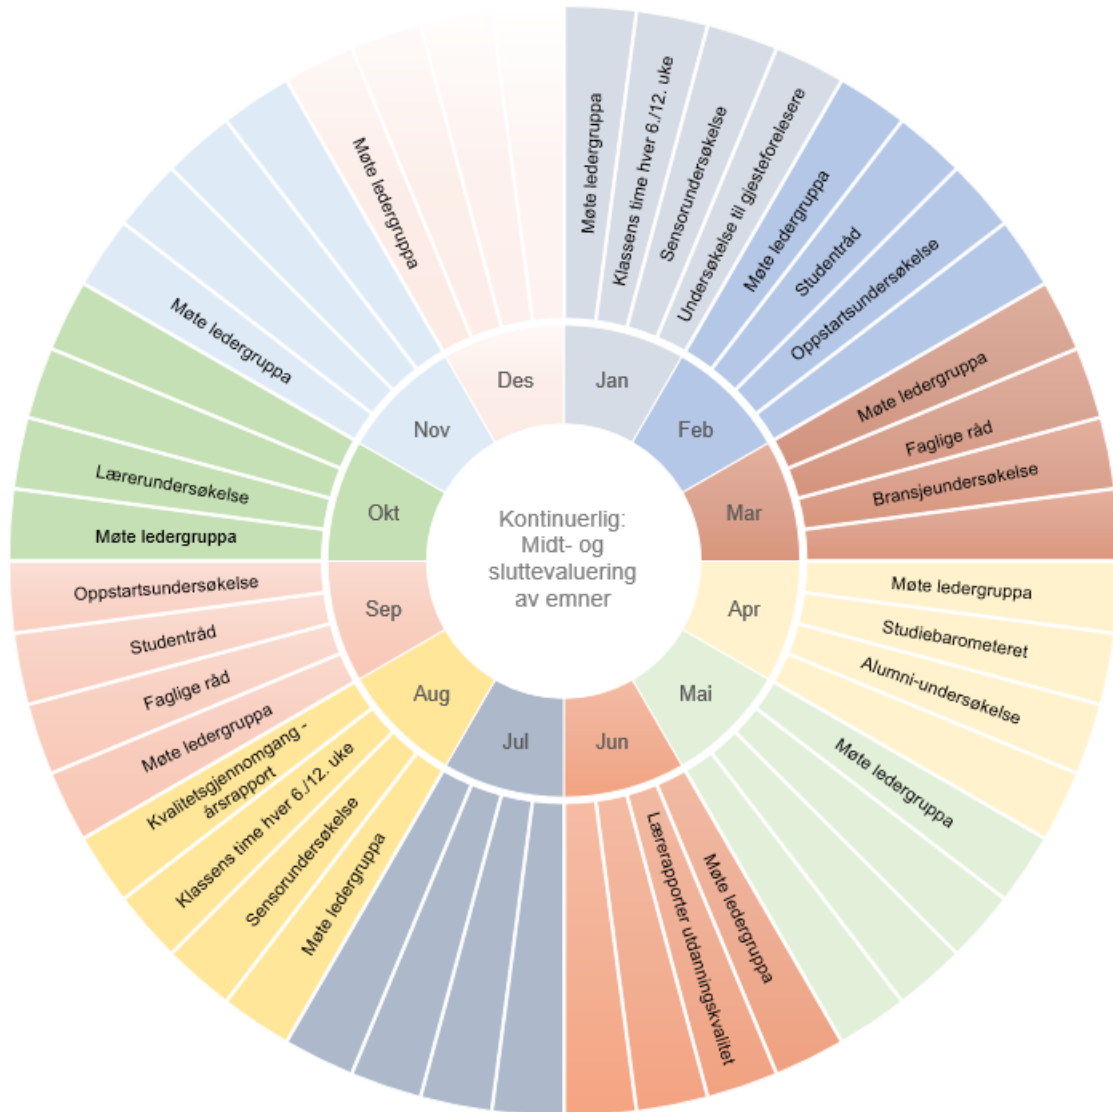 Kontinuerlig:
Midt- og
sluttevaluering
av emner
Jan
Møte ledergruppa
Klassens time hver 6./12. uke
Sensorundersøkelse
Undersøkelse til gjesteforelesere
Feb
Møte ledergruppa
Studentråd
Oppstartsundersøkelse
Mar
Møte ledergruppa
Faglige råd
Bransjeundersøkelse
Apr
Møte ledergruppa
Studiebarometeret
Alumni-undersøkelse
Mai
Møte ledergruppa
Jun
Møte ledergruppa
Lærerapporter utdanningskvalitet
Jul
Aug
Møte ledergruppa
Sensorundersøkelse
Klassens time hver 6./12. uke
Kvalitetsgjennomgang -
årsrapport
Sep
Møte ledergruppa
Faglige råd
Studentråd
Oppstartsundersøkelse
Okt
Møte ledergruppa
Lærerundersøkelse
Nov
Møte ledergruppa
Des
Møte ledergruppa